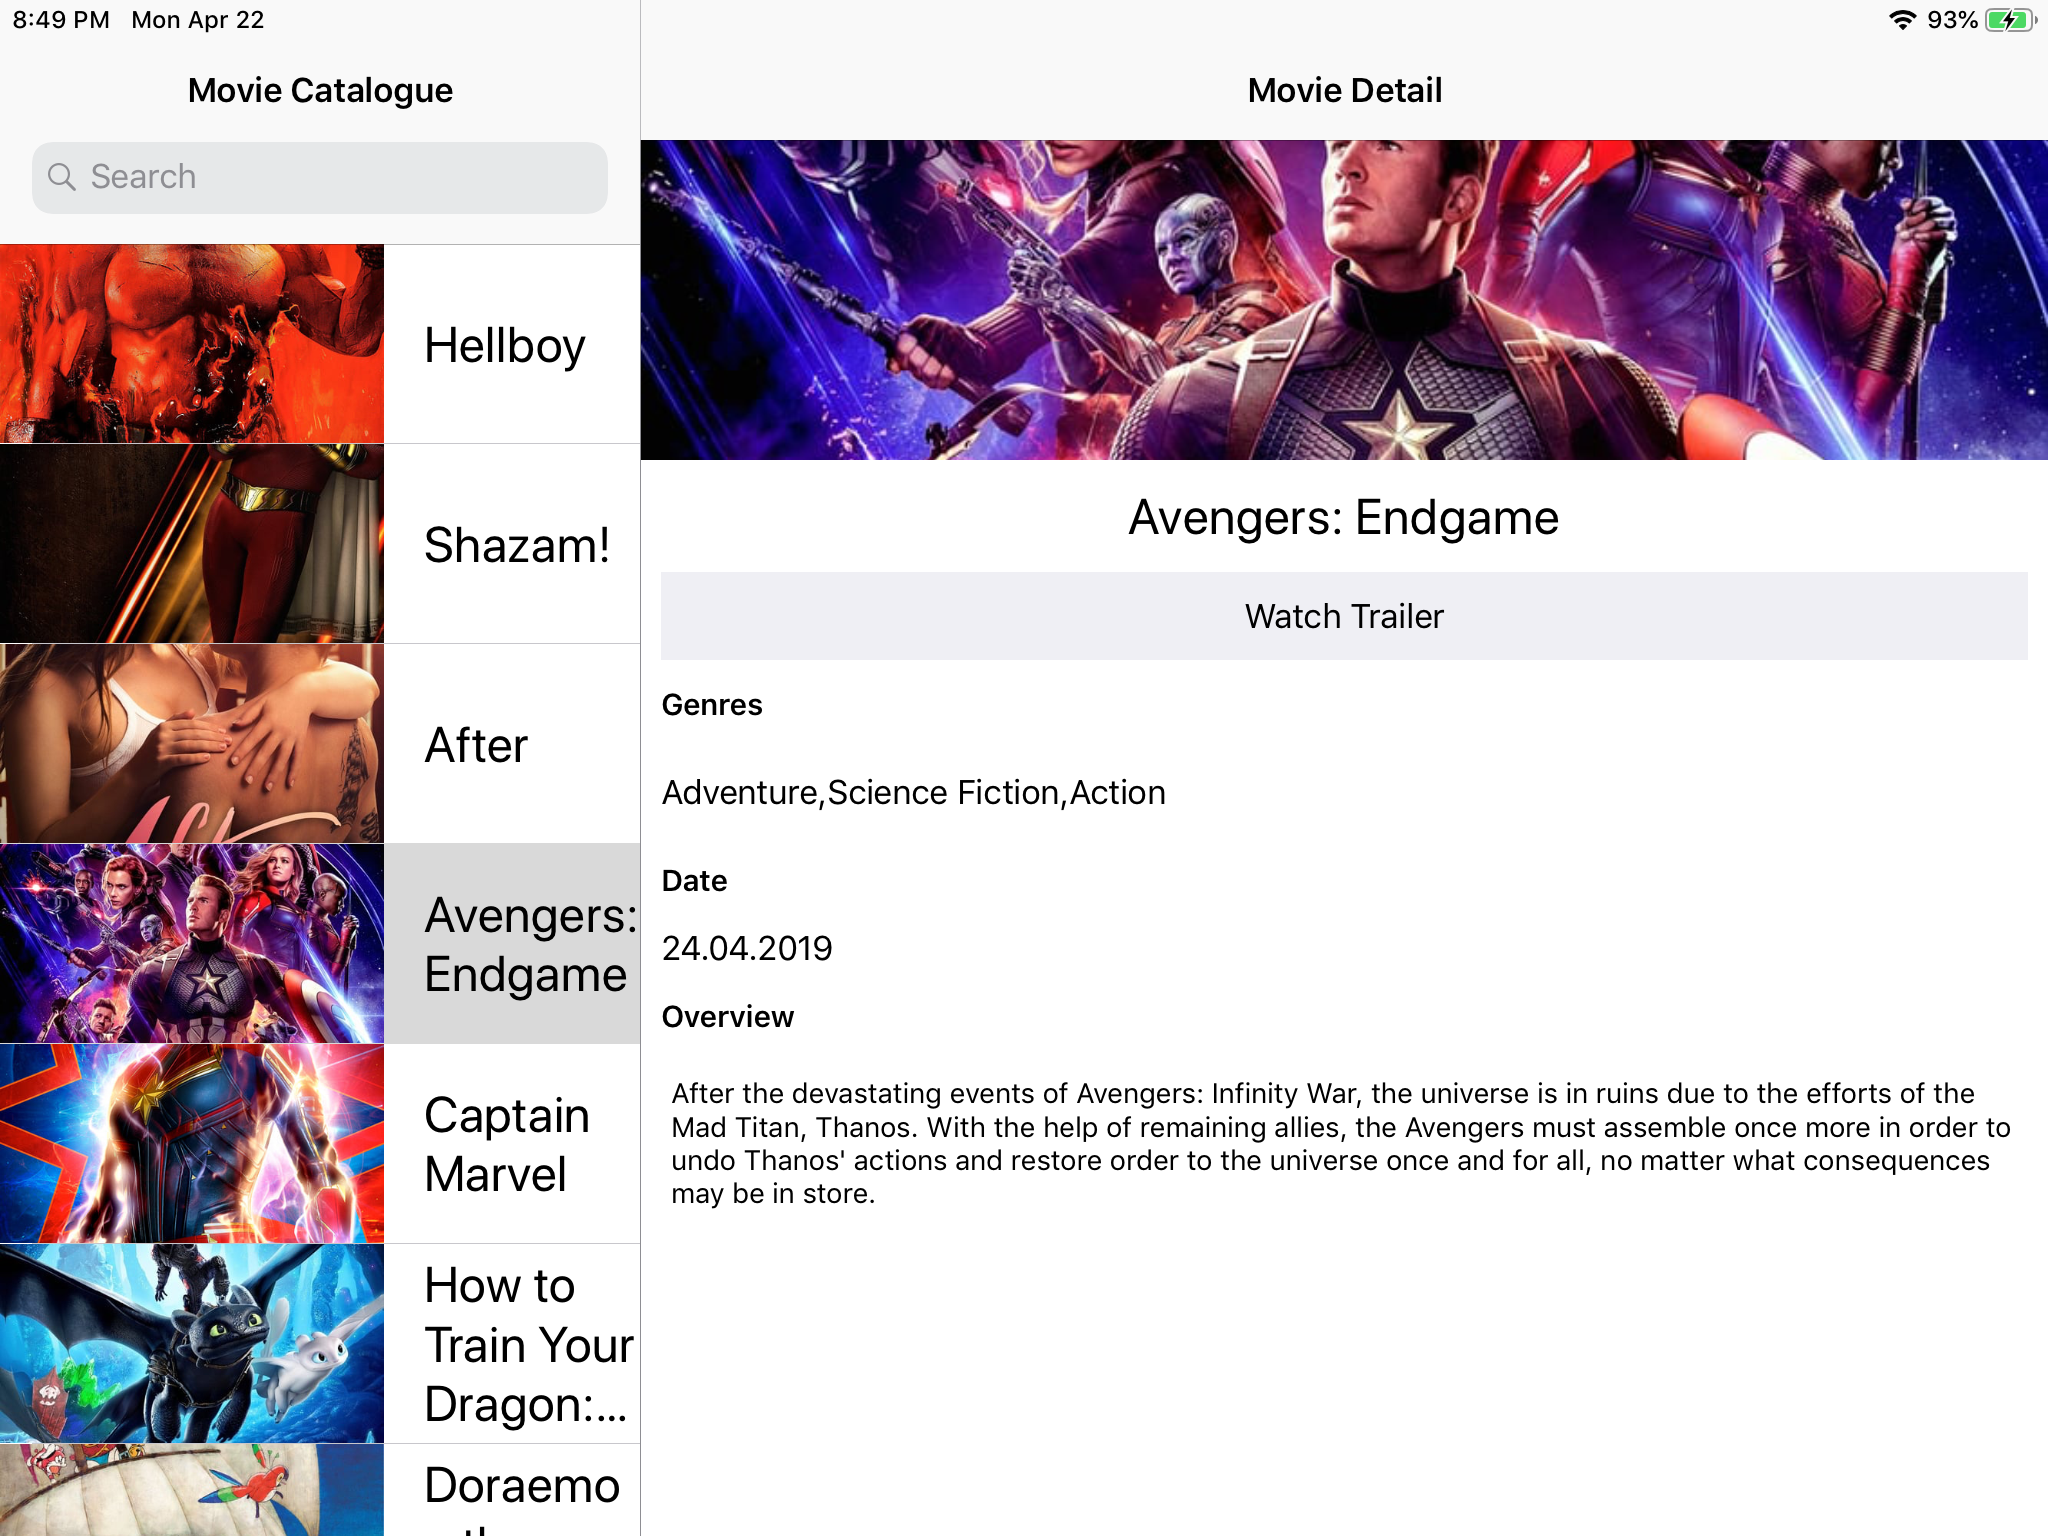 8:49 PM Mon Apr 22
93%
Movie Catalogue
Search
Hellboy
Shazam!
After
Avengers:
Endgame
Captain
Marvel
How to
Train Your
Dragon:...
Doraemo
Movie Detail
Avengers: Endgame
Watch Trailer
Genres
Adventure,Science Fiction,Action
Date
24.04.2019
Overview
After the devastating events of Avengers: Infinity War, the universe is in ruins due to the efforts of the
Mad Titan, Thanos. With the help of remaining allies, the Avengers must assemble once more in order to
undo Thanos' actions and restore order to the universe once and for all, no matter what consequences
may be in store.